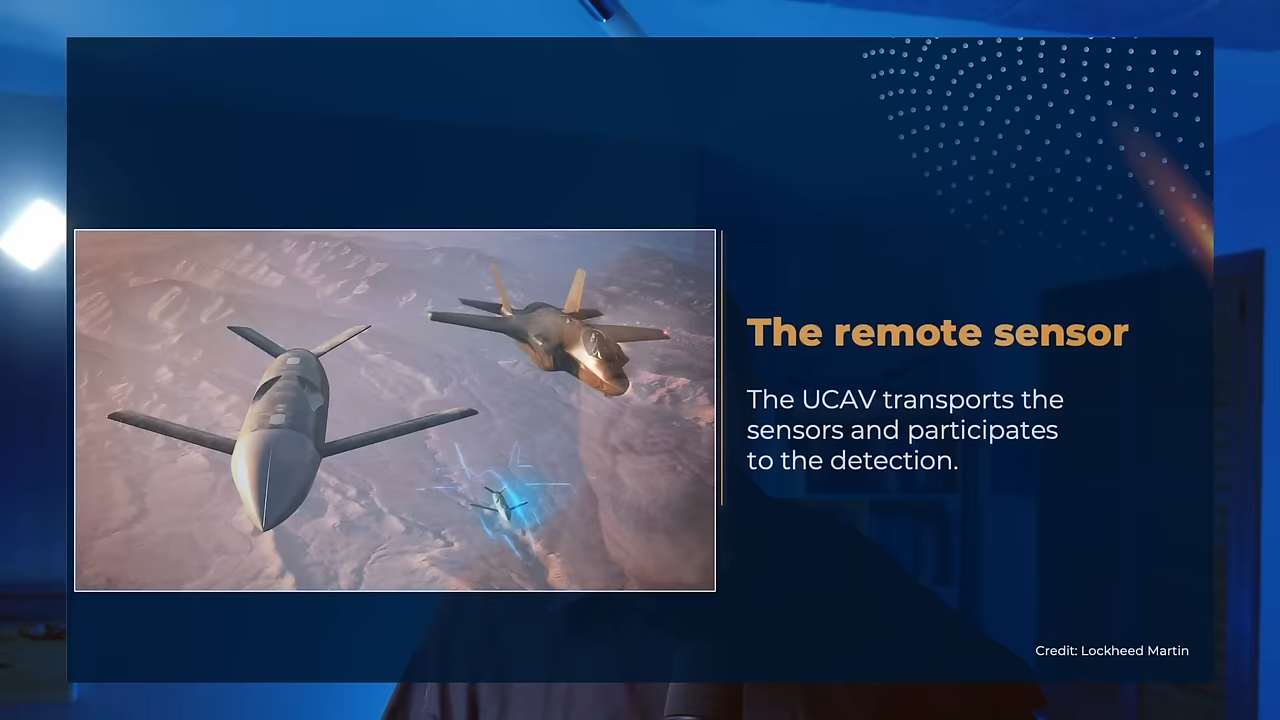 The remote sensor
The UCAV transports the
sensors and participates
to the detection.
Credit: Lockheed Martin